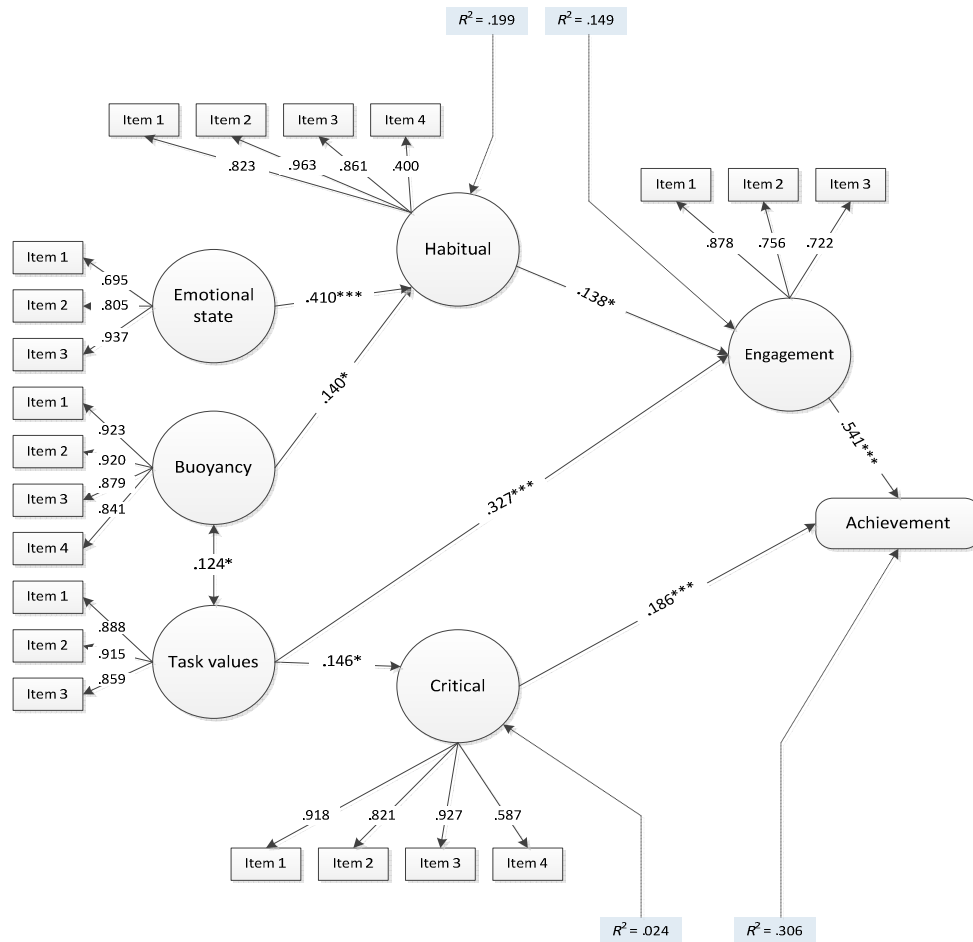 R² = .199
R² = .149
Item 1
Item 2
Item 3
Item 4
.823
.963
.861
.400
Habitual
Item 1
Item 2
Item 3
.878
.756
.722
Engagement
Item 1
Item 2
Item 3
.695
.805
.937
Emotional
state
.410***
.138*
.140*
Item 1
Item 2
Item 3
Item 4
.923
.920
.879
.841
Buoyancy
.327***
.541***
Achievement
.124*
Item 1
Item 2
Item 3
.888
.915
.859
Task values
.146*
.186***
Critical
.918
.821
.927
.587
Item 1
Item 2
Item 3
Item 4
R² = .024
R² = .306